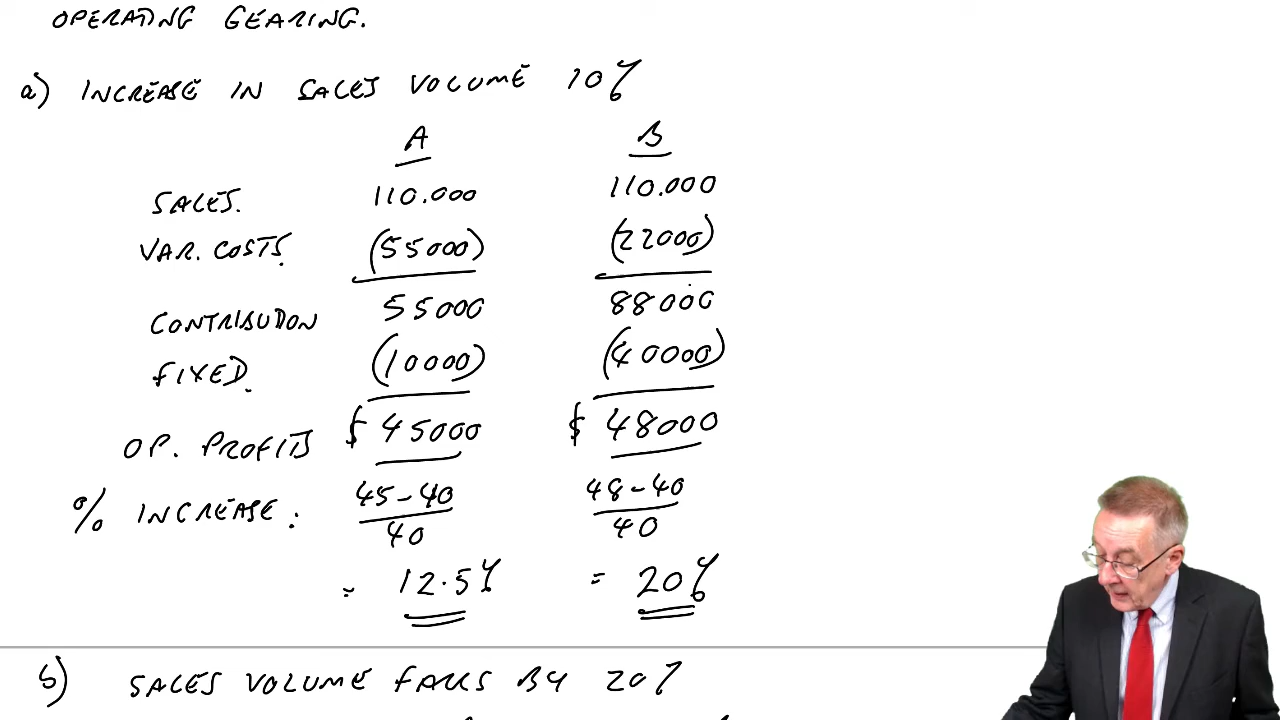 OPERATING GEARING.
a) INCREASE IN SALES VOLUME 10%
A B
SALES. 110.000 110.000
VAR. COSTS. (55000) (22000)
CONTRIBUTION 55000 88000
FIXED. (10000) (40000)
OP. PROFITS $ 45000 $ 48000
% INCREASE: 45-40 48-40
40 40
= 12.5% = 20%
b) SALES VOLUME FALLS BY 20%